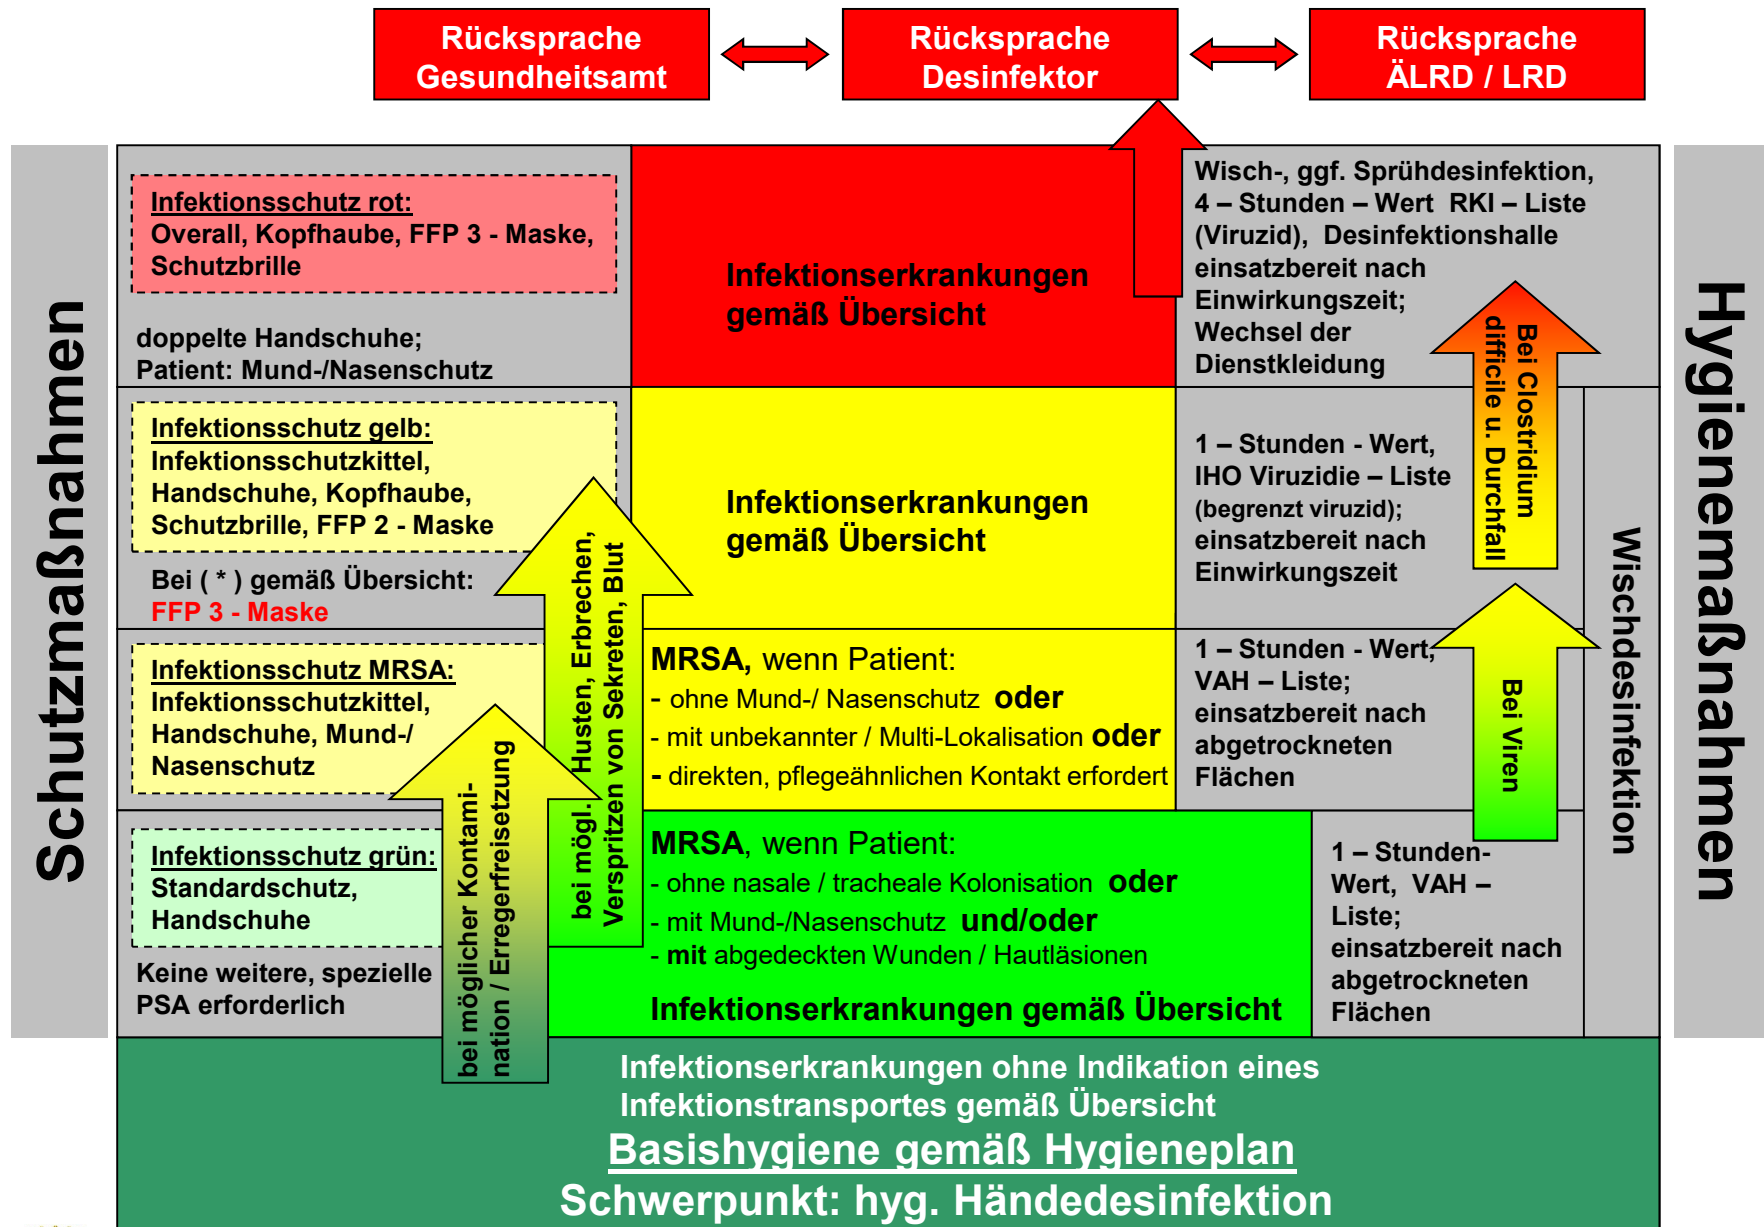 Rücksprache
Gesundheitsamt
Rücksprache
Desinfektor
Rücksprache
ÄLRD / LRD
Schutzmaßnahmen
Infektionsschutz rot:
Overall, Kopfhaube, FFP 3 - Maske,
Schutzbrille
doppelte Handschuhe;
Patient: Mund-/Nasenschutz
Infektionserkrankungen
gemäß Übersicht
Wisch-, ggf. Sprühdesinfektion,
4 – Stunden – Wert RKI – Liste
(Viruzid), Desinfektionshalle
einsatzbereit nach
Einwirkungszeit;
Wechsel der
Dienstkleidung
Bei Clostridium
difficile u. Durchfall
Hygienemaßnahmen
Infektionsschutz gelb:
Infektionsschutzkittel,
Handschuhe, Kopfhaube,
Schutzbrille, FFP 2 - Maske
Bei ( * ) gemäß Übersicht:
FFP 3 - Maske
bei mögl. Husten, Erbrechen,
Verspritzen von Sekreten, Blut
Infektionserkrankungen
gemäß Übersicht
1 – Stunden - Wert,
IHO Viruzidie – Liste
(begrenzt viruzid);
einsatzbereit nach
Einwirkungszeit
Wischdesinfektion
Infektionsschutz MRSA:
Infektionsschutzkittel,
Handschuhe, Mund-/
Nasenschutz
bei möglicher Kontami-
nation / Erregerfreisetzung
MRSA, wenn Patient:
- ohne Mund-/ Nasenschutz oder
- mit unbekannter / Multi-Lokalisation oder
- direkten, pflegeähnlichen Kontakt erfordert
1 – Stunden - Wert,
VAH – Liste;
einsatzbereit nach
abgetrockneten
Flächen
Bei Viren
Infektionsschutz grün:
Standardschutz,
Handschuhe
Keine weitere, spezielle
PSA erforderlich
MRSA, wenn Patient:
- ohne nasale / tracheale Kolonisation oder
- mit Mund-/Nasenschutz und/oder
- mit abgedeckten Wunden / Hautläsionen
Infektionserkrankungen gemäß Übersicht
1 – Stunden-
Wert, VAH –
Liste;
einsatzbereit nach
abgetrockneten
Flächen
Infektionserkrankungen ohne Indikation eines
Infektionstransportes gemäß Übersicht
Basishygiene gemäß Hygieneplan
Schwerpunkt: hyg. Händedesinfektion